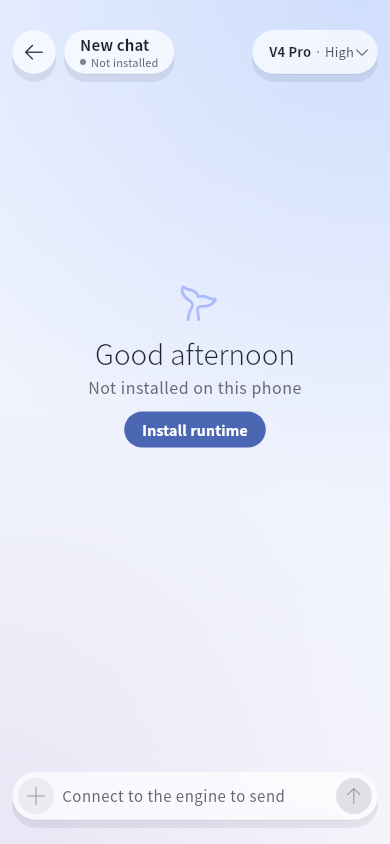 New chat
Not installed
V4 Pro · High
Good afternoon
Not installed on this phone
Install runtime
Connect to the engine to send